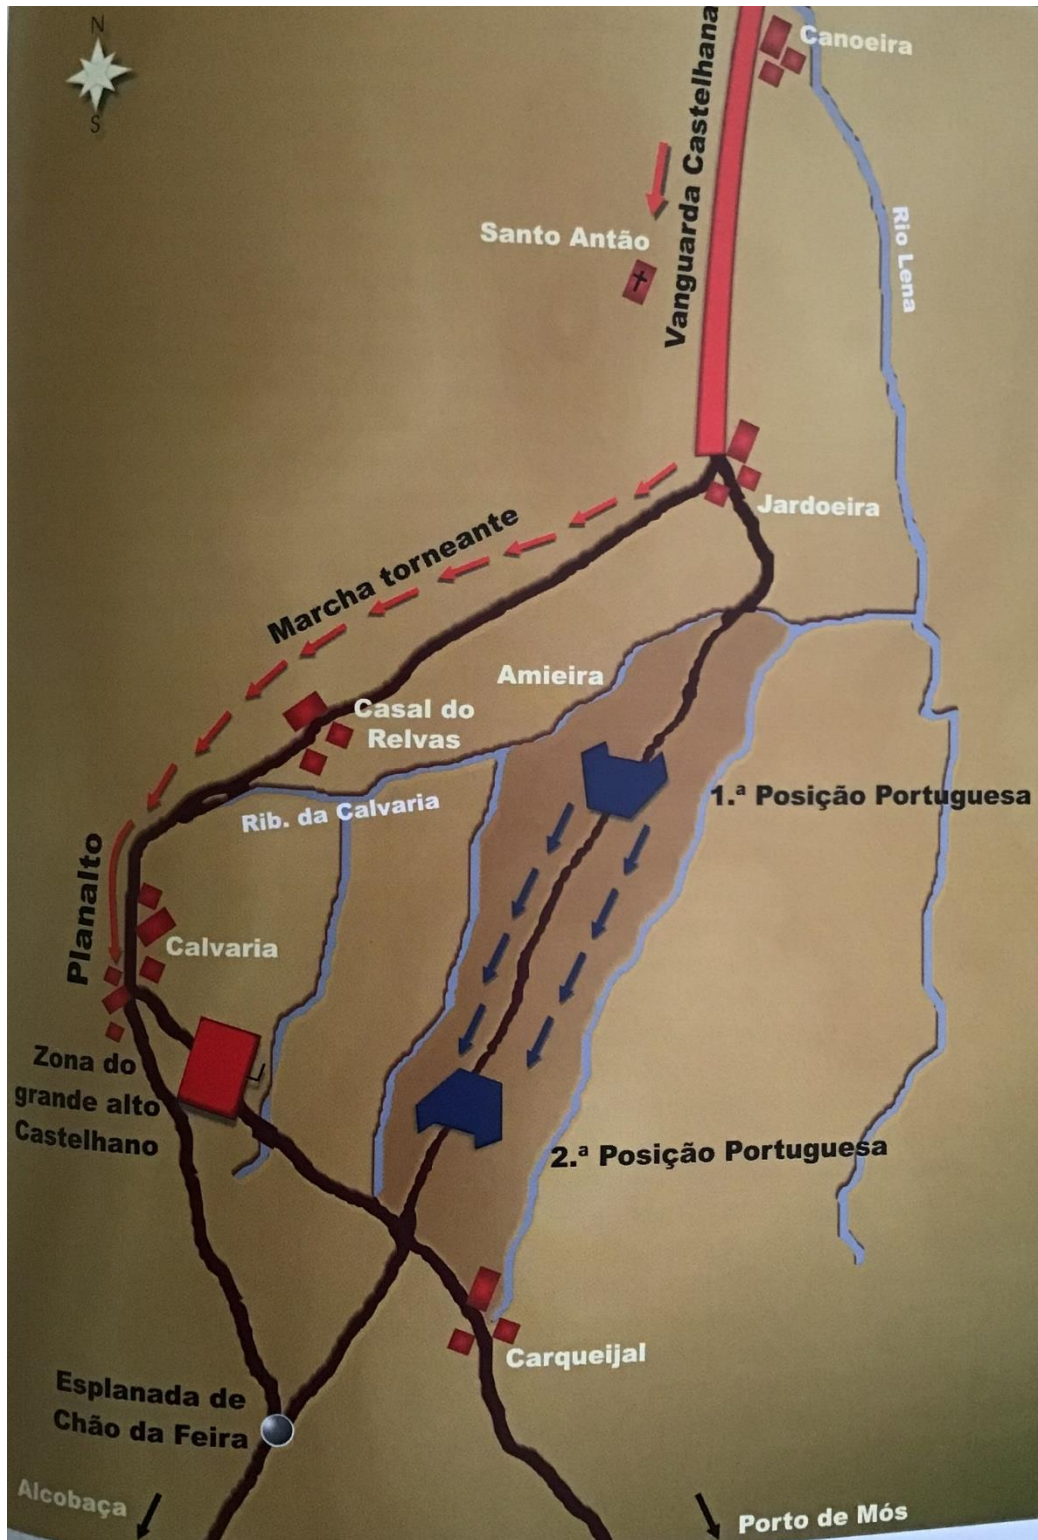 N
S
Canoeira
Vanguarda Castelhana
Rio Lena
Santo Antão
Jardoeira
Marcha torneante
Amieira
Casal do
Relvas
1.ª Posição Portuguesa
Rib. da Calvaria
Planalto
Calvaria
Zona do
grande alto
Castelhano
2.ª Posição Portuguesa
Carqueijal
Esplanada de
Chão da Feira
Alcobaça
Porto de Mós